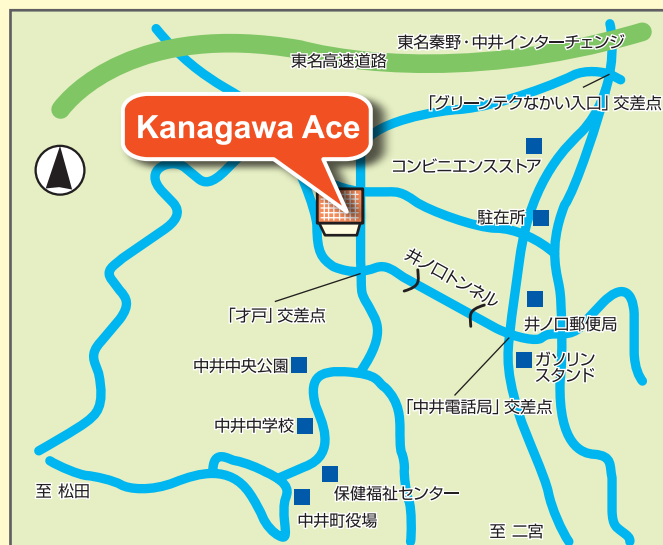 東名秦野・中井インターチェンジ
東名高速道路
「グリーンテクなかい入口」交差点
Kanagawa Ace
コンビニエンスストア
駐在所
井ノ口トンネル
「才戸」交差点
井ノ口郵便局
中井中央公園
ガソリン
スタンド
「中井電話局」交差点
中井中学校
至 松田
保健福祉センター
中井町役場
至 二宮